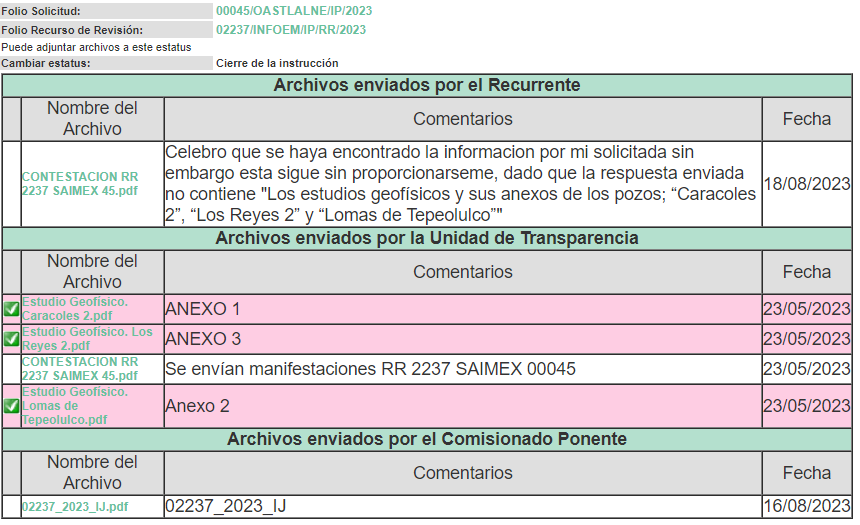 Folio Solicitud: 00045/OASTLALNE/IP/2023
Folio Recurso de Revisión: 02237/INFOEM/IP/RR/2023
Puede adjuntar archivos a este estatus
Cambiar estatus: Cierre de la instrucción
Archivos enviados por el Recurrente
Nombre del
Archivo
Comentarios
Fecha
CONTESTACION RR
2237 SAIMEX 45.pdf
Celebro que se haya encontrado la informacion por mi solicitada sin
embargo esta sigue sin proporcionarseme, dado que la respuesta enviada
no contiene "Los estudios geofísicos y sus anexos de los pozos; “Caracoles
2”, “Los Reyes 2” y “Lomas de Tepeolulco”"
18/08/2023
Archivos enviados por la Unidad de Transparencia
Nombre del
Archivo
Comentarios
Fecha
Estudio Geofísico.
Caracoles 2.pdf
ANEXO 1
23/05/2023
Estudio Geofísico. Los
Reyes 2.pdf
ANEXO 3
23/05/2023
CONTESTACION RR
2237 SAIMEX 45.pdf
Se envían manifestaciones RR 2237 SAIMEX 00045
23/05/2023
Estudio Geofísico.
Lomas de
Tepeolulco.pdf
Anexo 2
23/05/2023
Archivos enviados por el Comisionado Ponente
Nombre del
Archivo
Comentarios
Fecha
02237_2023_IJ.pdf
02237_2023_IJ
16/08/2023